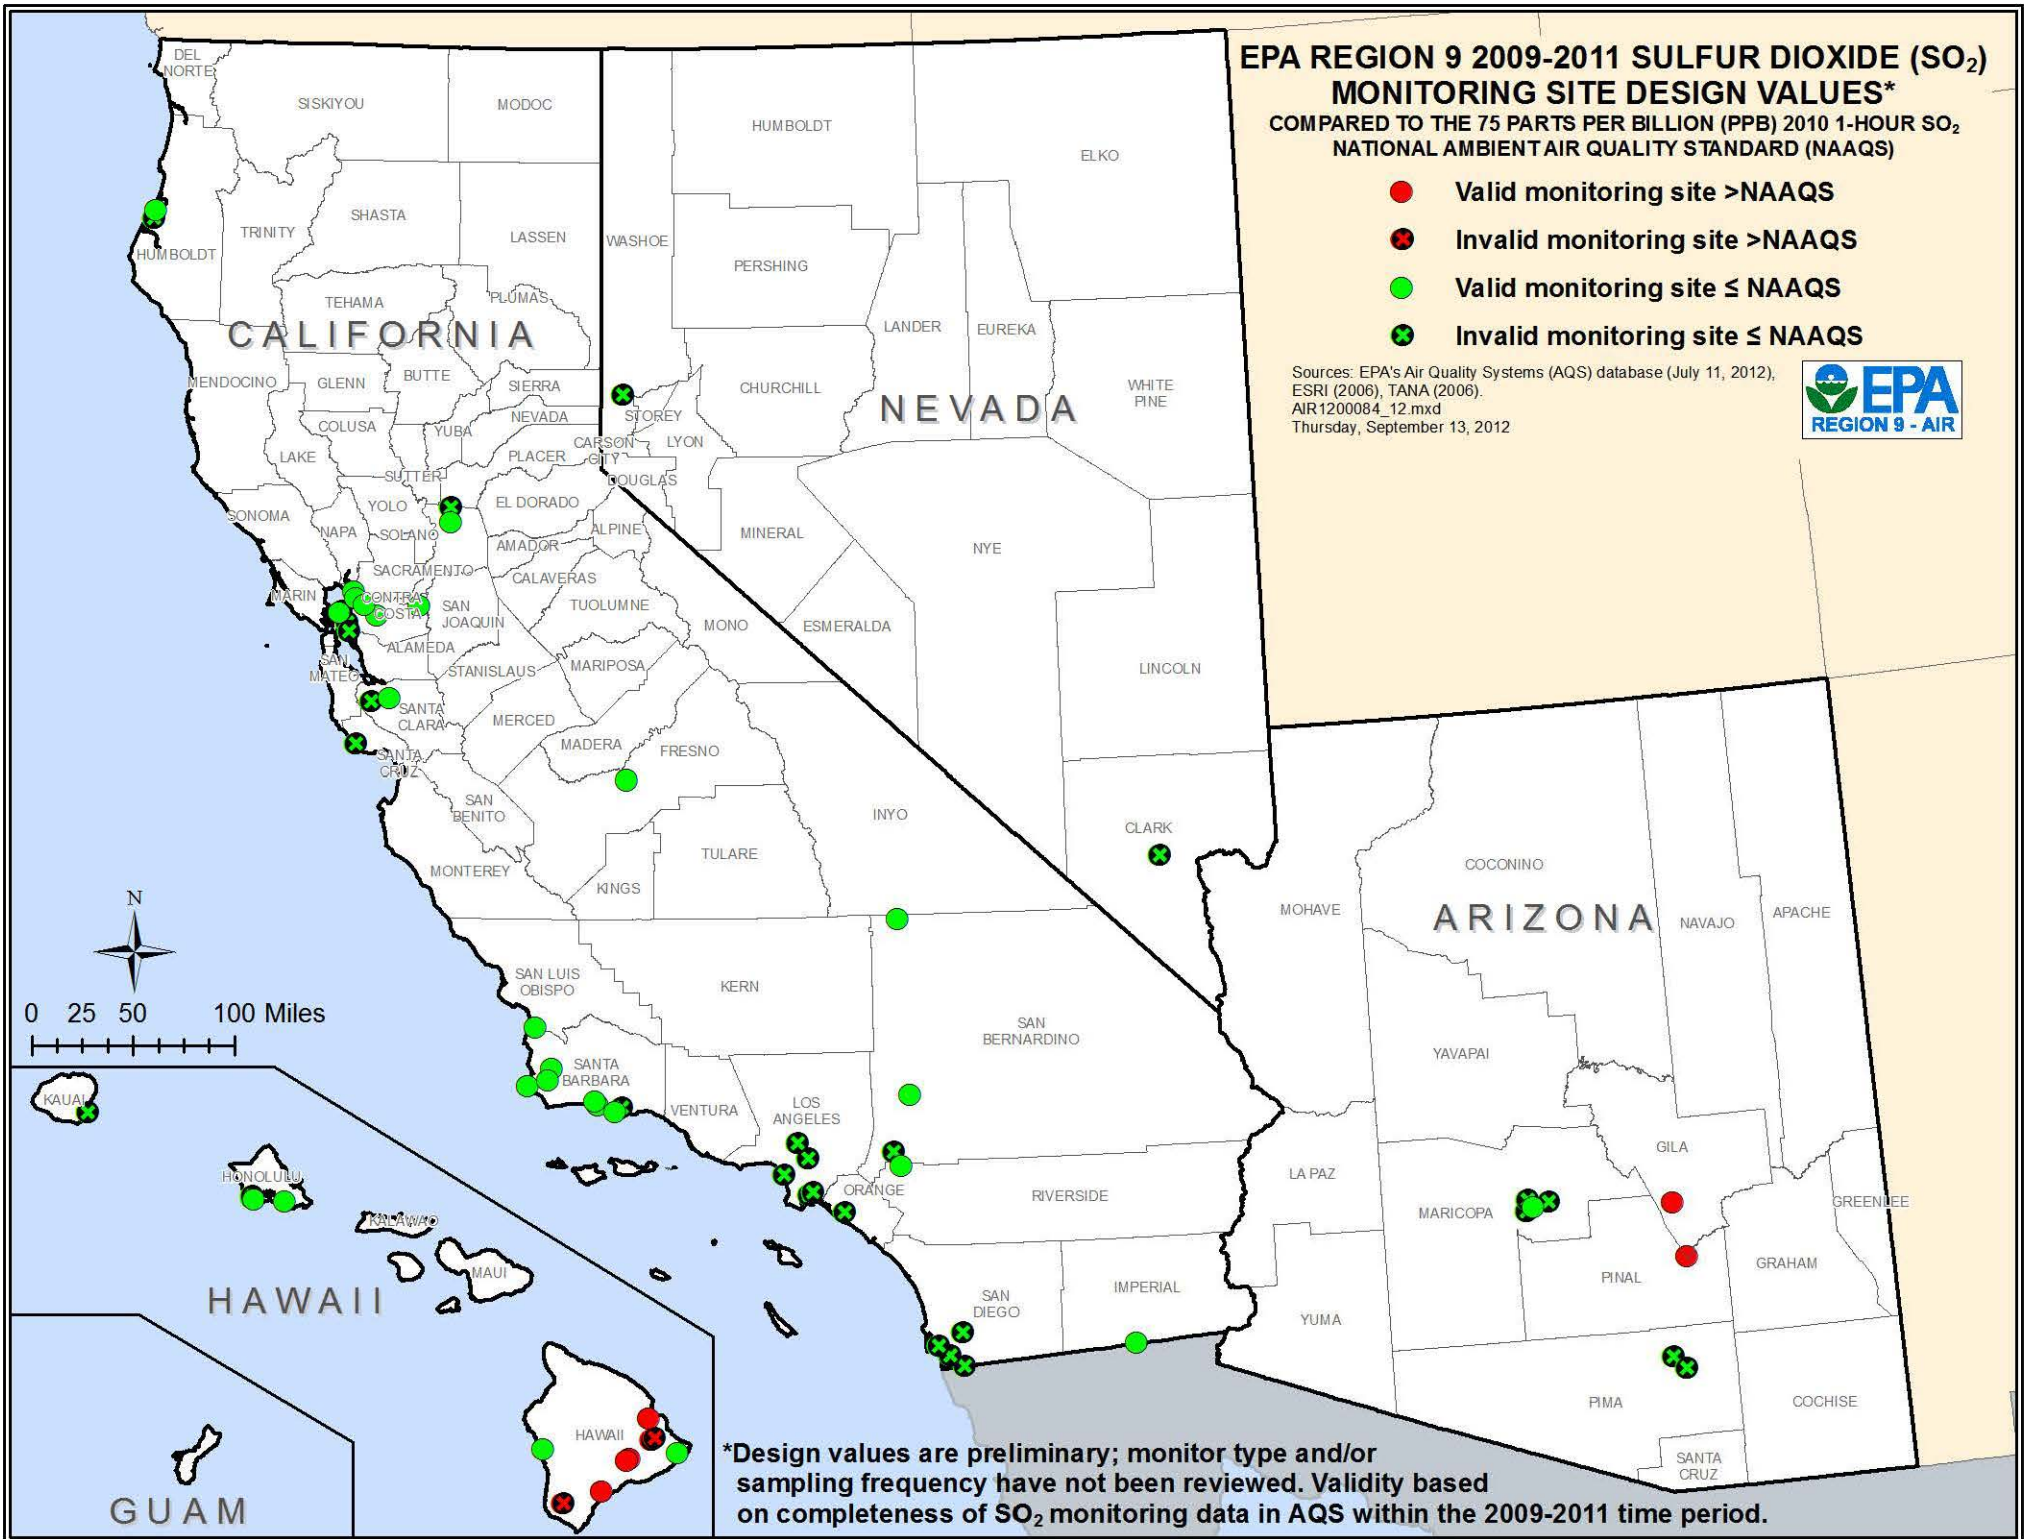 EPA REGION 9 2009-2011 SULFUR DIOXIDE (SO₂)
MONITORING SITE DESIGN VALUES*
COMPARED TO THE 75 PARTS PER BILLION (PPB) 2010 1-HOUR SO₂
NATIONAL AMBIENT AIR QUALITY STANDARD (NAAQS)
Valid monitoring site >NAAQS
Invalid monitoring site >NAAQS
Valid monitoring site ≤ NAAQS
Invalid monitoring site ≤ NAAQS
Sources: EPA's Air Quality Systems (AQS) database (July 11, 2012),
ESRI (2006), TANA (2006).
AIR1200084_12.mxd
Thursday, September 13, 2012
EPA
REGION 9 - AIR
CALIFORNIA
DEL
NORTE
SISKIYOU
MODOC
HUMBOLDT
TRINITY
SHASTA
LASSEN
TEHAMA
PLUMAS
MENDOCINO
GLENN
BUTTE
SIERRA
NEVADA
COLUSA
YUBA
PLACER
LAKE
SUTTER
SONOMA
NAPA
YOLO
SOLANO
EL DORADO
ALPINE
AMADOR
SACRAMENTO
CALAVERAS
MARIN
CONTRA
COSTA
SAN
JOAQUIN
TUOLUMNE
MONO
ALAMEDA
SAN
MATEO
STANISLAUS
MARIPOSA
SANTA
CLARA
MERCED
MADERA
FRESNO
SANTA
CRUZ
SAN
BENITO
MONTEREY
KINGS
TULARE
INYO
SAN LUIS
OBISPO
KERN
SAN
BERNARDINO
SANTA
BARBARA
VENTURA
LOS
ANGELES
ORANGE
RIVERSIDE
SAN
DIEGO
IMPERIAL
NEVADA
HUMBOLDT
ELKO
WASHOE
PERSHING
LANDER
EUREKA
CHURCHILL
WHITE
PINE
STOREY
LYON
CARSON
CITY
DOUGLAS
MINERAL
NYE
ESMERALDA
LINCOLN
CLARK
ARIZONA
MOHAVE
COCONINO
NAVAJO
APACHE
YAVAPAI
GILA
LA PAZ
MARICOPA
GREENLEE
PINAL
GRAHAM
YUMA
PIMA
COCHISE
SANTA
CRUZ
N
0 25 50 100 Miles
HAWAII
KAUAI
HONOLULU
KALAWAO
MAUI
HAWAII
GUAM
*Design values are preliminary; monitor type and/or
sampling frequency have not been reviewed. Validity based
on completeness of SO₂ monitoring data in AQS within the 2009-2011 time period.